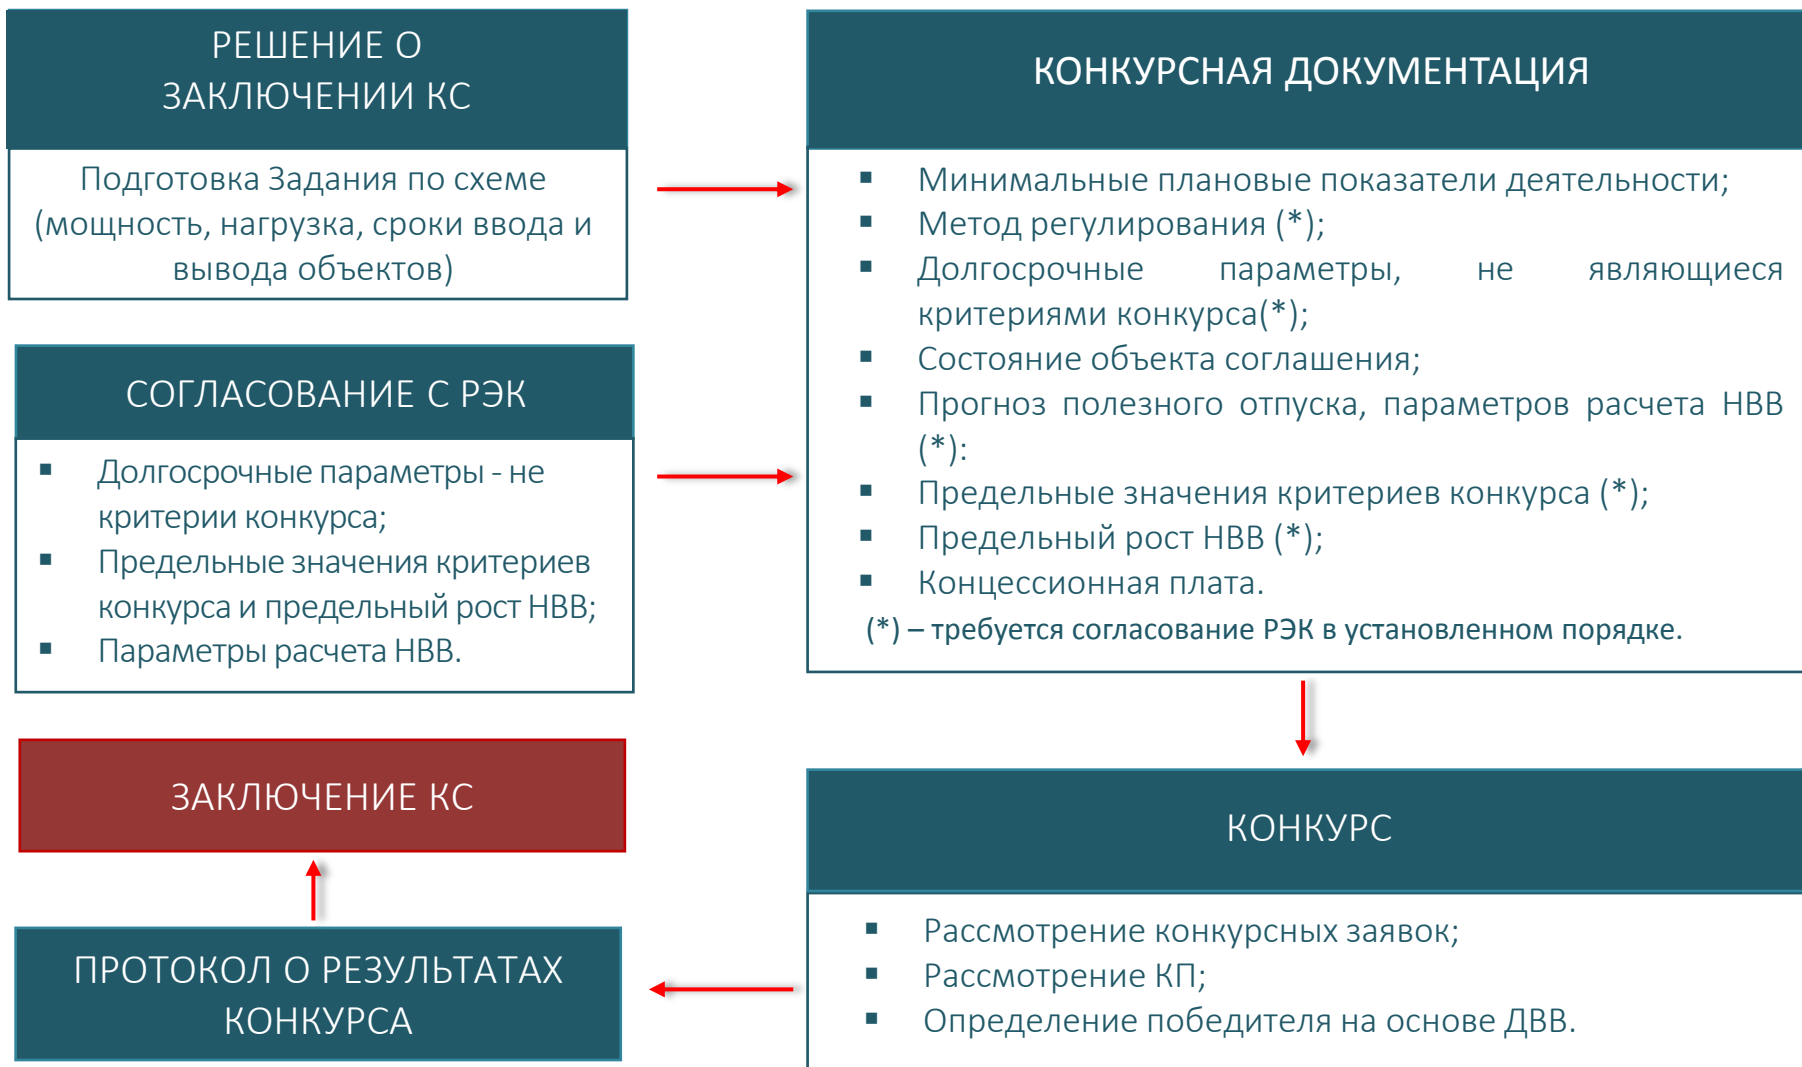 РЕШЕНИЕ О
ЗАКЛЮЧЕНИИ КС
Подготовка Задания по схеме
(мощность, нагрузка, сроки ввода и
вывода объектов)
СОГЛАСОВАНИЕ С РЭК
▪ Долгосрочные параметры - не
критерии конкурса;
▪ Предельные значения критериев
конкурса и предельный рост НВВ;
▪ Параметры расчета НВВ.
КОНКУРСНАЯ ДОКУМЕНТАЦИЯ
▪ Минимальные плановые показатели деятельности;
▪ Метод регулирования (*);
▪ Долгосрочные параметры, не являющиеся
критериями конкурса(*);
▪ Состояние объекта соглашения;
▪ Прогноз полезного отпуска, параметров расчета НВВ
(*):
▪ Предельные значения критериев конкурса (*);
▪ Предельный рост НВВ (*);
▪ Концессионная плата.
(*) – требуется согласование РЭК в установленном порядке.
КОНКУРС
▪ Рассмотрение конкурсных заявок;
▪ Рассмотрение КП;
▪ Определение победителя на основе ДВВ.
ПРОТОКОЛ О РЕЗУЛЬТАТАХ
КОНКУРСА
ЗАКЛЮЧЕНИЕ КС